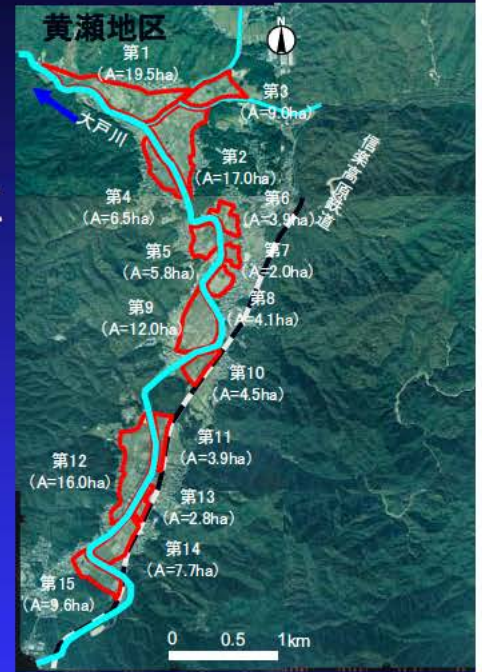 黄瀬地区
N
第1
(A=19.5ha)
第3
(A=9.0ha)
大戸川
信楽高原鉄道
第2
(A=17.0ha)
第4
(A=6.5ha)
第6
(A=3.9ha)
第5
(A=5.8ha)
第7
(A=2.0ha)
第8
(A=4.1ha)
第9
(A=12.0ha)
第10
(A=4.5ha)
第11
(A=3.9ha)
第12
(A=16.0ha)
第13
(A=2.8ha)
第14
(A=7.7ha)
第15
(A=9.6ha)
0 0.5 1km